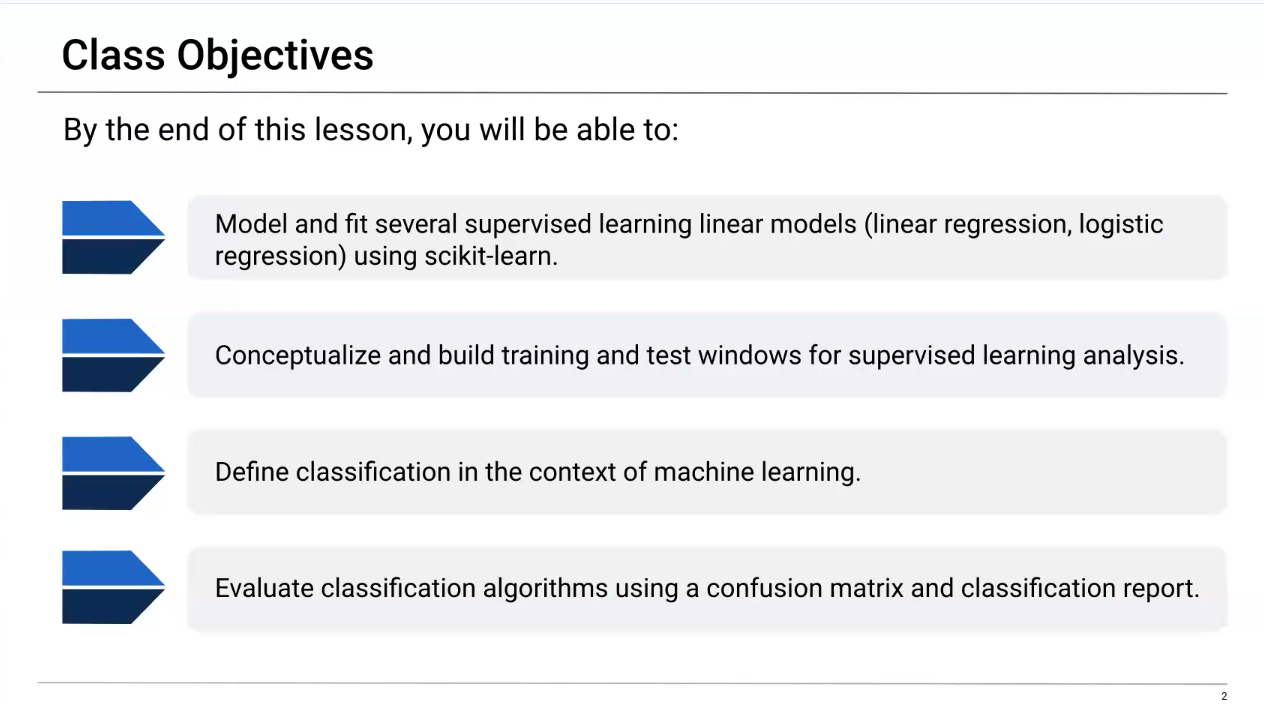 Class Objectives
By the end of this lesson, you will be able to:
Model and fit several supervised learning linear models (linear regression, logistic
regression) using scikit-learn.
Conceptualize and build training and test windows for supervised learning analysis.
Define classification in the context of machine learning.
Evaluate classification algorithms using a confusion matrix and classification report.
2